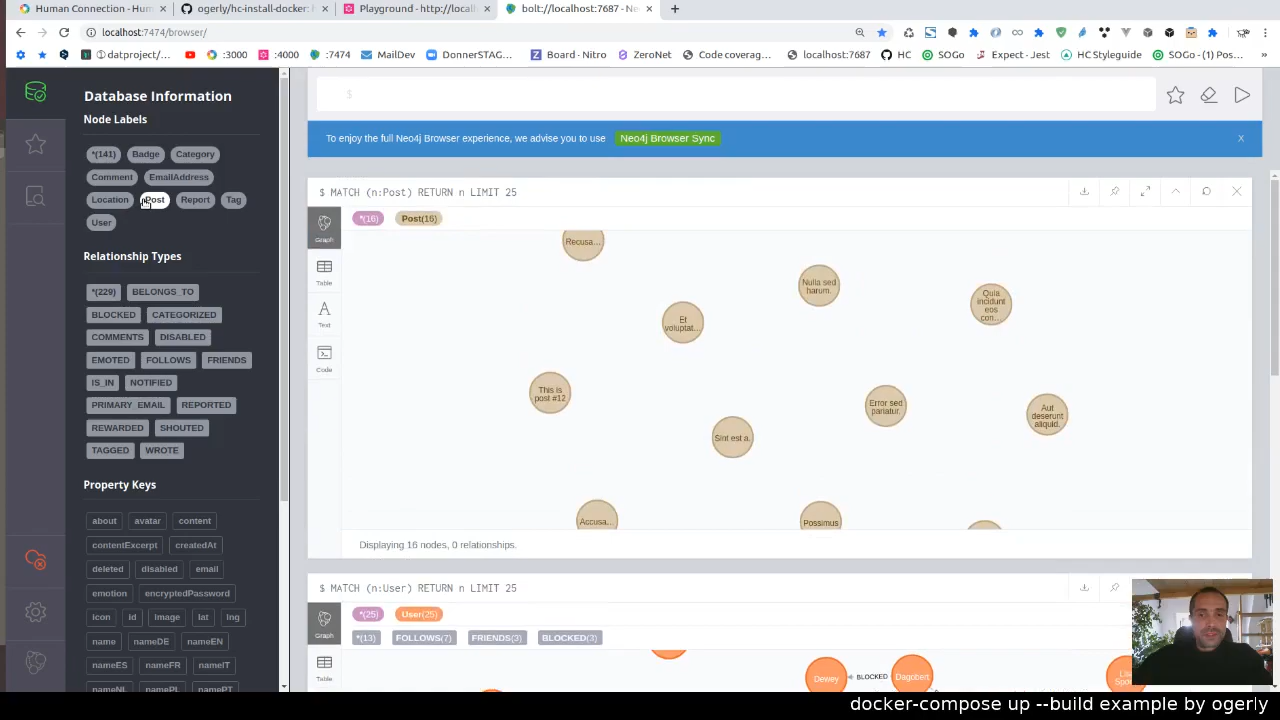 Human Connection - Hum
ogerly/hc-install-docker:
Playground - http://local
bolt://localhost:7687 - N
localhost:7474/browser/
datproject/...
:3000
:4000
:7474
MailDev
DonnerSTAG...
Board · Nitro
ZeroNet
Code coverag...
localhost:7687
HC
SOGo
Expect · Jest
HC Styleguide
SOGo - (1) Pos...
Database Information
Node Labels
*(141) Badge Category
Comment EmailAddress
Location Post Report Tag
User
Relationship Types
*(229) BELONGS_TO
BLOCKED CATEGORIZED
COMMENTS DISABLED
EMOTED FOLLOWS FRIENDS
IS_IN NOTIFIED
PRIMARY_EMAIL REPORTED
REWARDED SHOUTED
TAGGED WROTE
Property Keys
about avatar content
contentExcerpt createdAt
deleted disabled email
emotion encryptedPassword
icon id image lat lng
name nameDE nameEN
nameES nameFR nameIT
nameNL namePL namePT
$
To enjoy the full Neo4j Browser experience, we advise you to use Neo4j Browser Sync X
$ MATCH (n:Post) RETURN n LIMIT 25
*(16) Post(16)
Graph
Table
Text
Code
Recusa...
Nulla sed
harum.
Quia
incidunt
eos
con...
Et
voluptat...
This is
post #12
Error sed
pariatur.
Aut
deserunt
aliquid.
Sint est a.
Accusa...
Possimus
Displaying 16 nodes, 0 relationships.
$ MATCH (n:User) RETURN n LIMIT 25
*(25) User(25)
*(13) FOLLOWS(7) FRIENDS(3) BLOCKED(3)
Graph
Table
Dewey
BLOCKED
Dagobert
docker-compose up --build example by ogerly